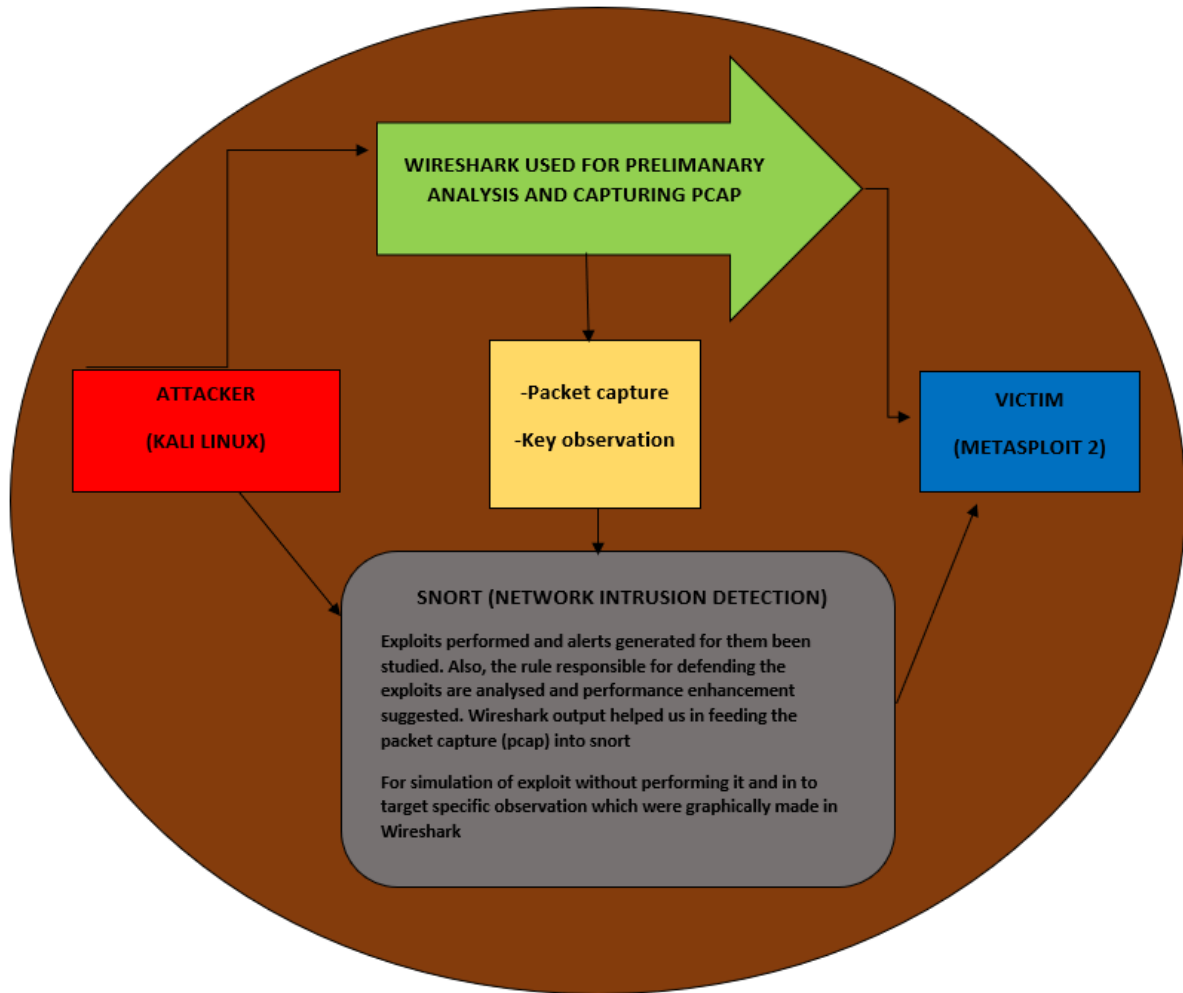 WIRESHARK USED FOR PRELIMANARY
ANALYSIS AND CAPTURING PCAP
ATTACKER
(KALI LINUX)
-Packet capture
-Key observation
VICTIM
(METASPLOIT 2)
SNORT (NETWORK INTRUSION DETECTION)
Exploits performed and alerts generated for them been
studied. Also, the rule responsible for defending the
exploits are analysed and performance enhancement
suggested. Wireshark output helped us in feeding the
packet capture (pcap) into snort
For simulation of exploit without performing it and in to
target specific observation which were graphically made in
Wireshark